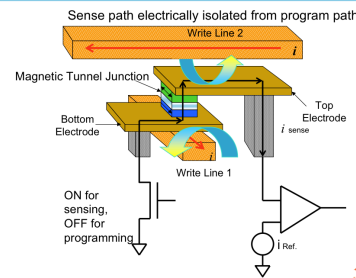 Sense path electrically isolated from program path
Write Line 2
i
Magnetic Tunnel Junction
Top
Electrode
Bottom
Electrode
i sense
i
Write Line 1
ON for
sensing,
OFF for
programming
i Ref.